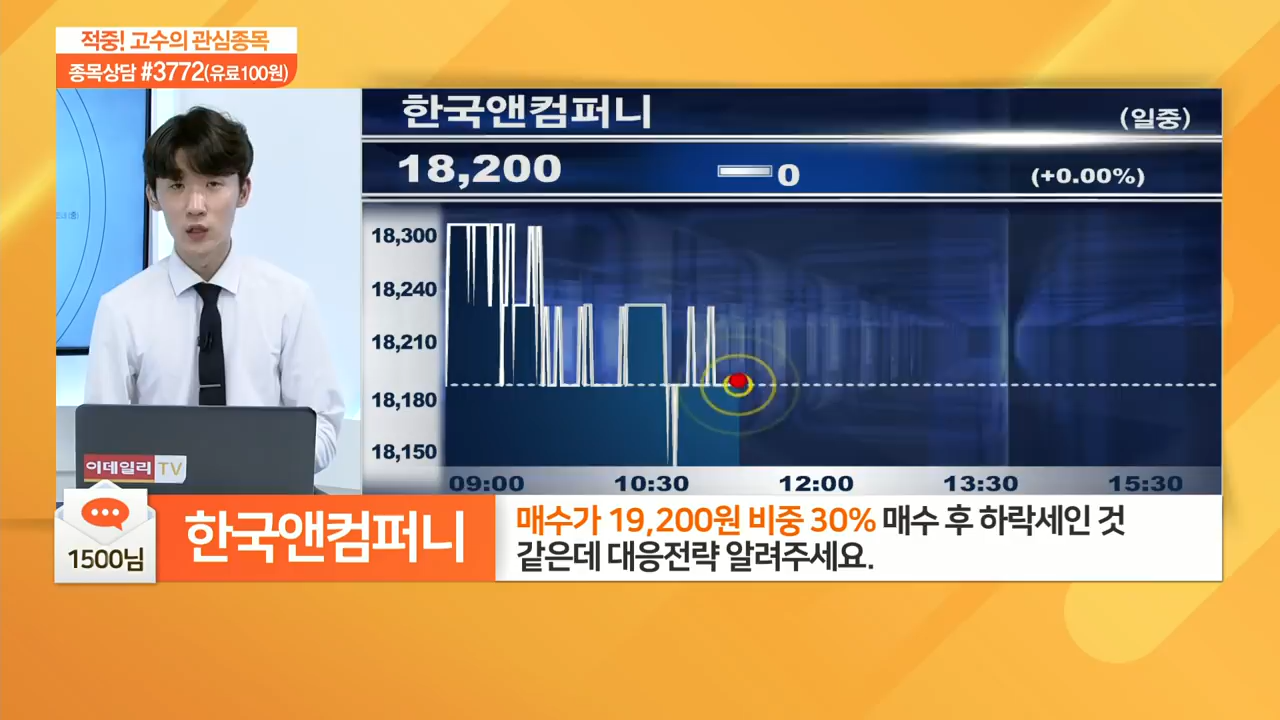 적중! 고수의 관심종목
종목상담 #3772(유료100원)
한국앤컴퍼니
(일중)
18,200
0
(+0.00%)
18,300
18,240
18,210
18,180
18,150
09:00
10:30
12:00
13:30
15:30
이데일리 TV
1500님
한국앤컴퍼니
매수가 19,200원 비중 30% 매수 후 하락세인 것
같은데 대응전략 알려주세요.